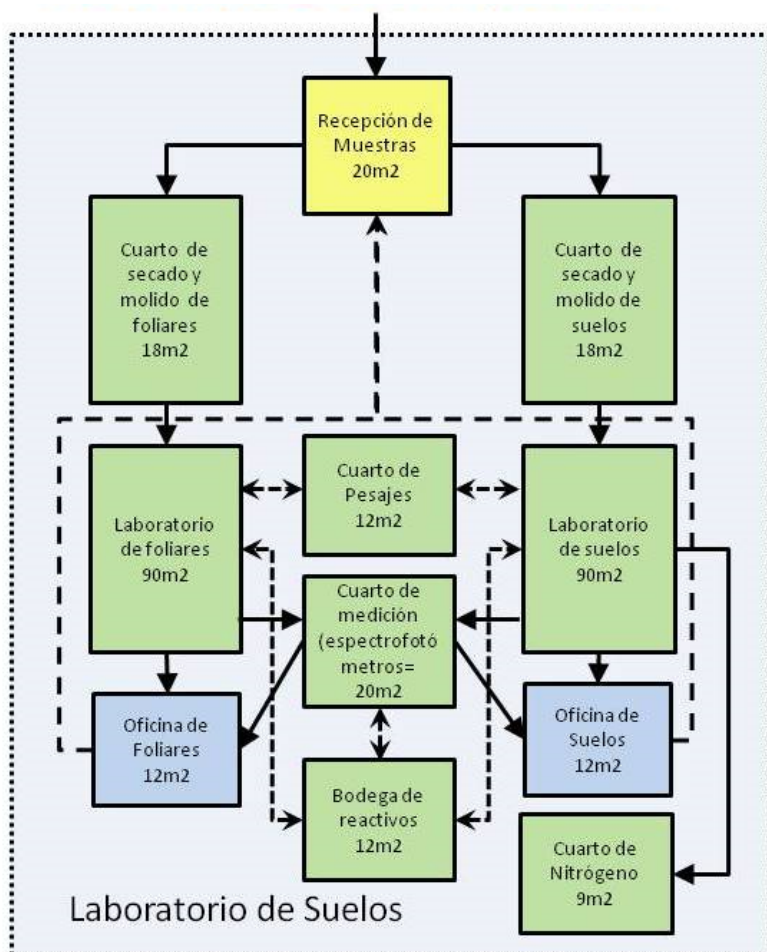 Recepción de
Muestras
20m2
Cuarto de
secado y
molido de
foliares
18m2
Cuarto de
secado y
molido de
suelos
18m2
Laboratorio
de foliares
90m2
Cuarto de
Pesajes
12m2
Laboratorio
de suelos
90m2
Cuarto de
medición
(espectrofotó
metros=
20m2
Oficina de
Foliares
12m2
Oficina de
Suelos
12m2
Bodega de
reactivos
12m2
Cuarto de
Nitrógeno
9m2
Laboratorio de Suelos